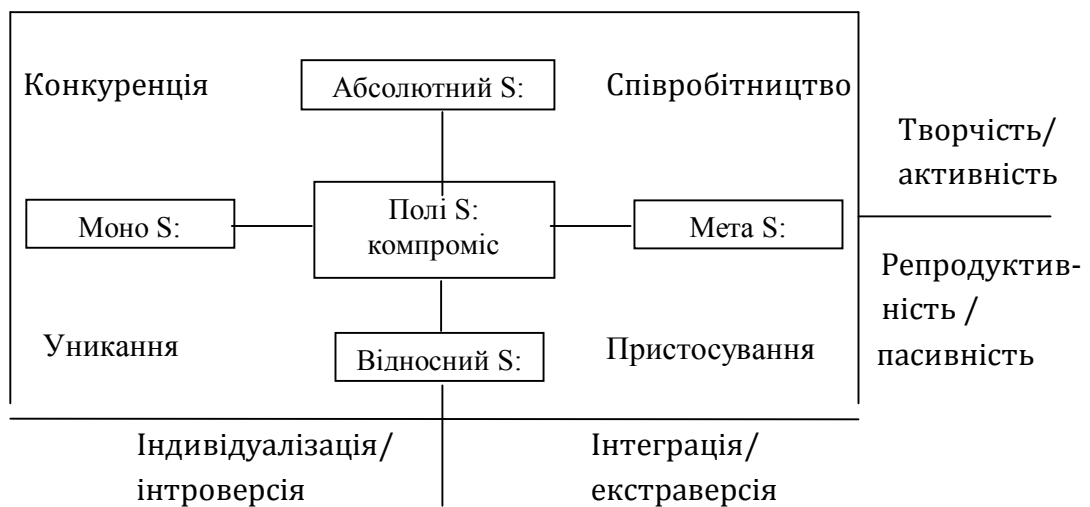 Конкуренція
Абсолютний S:
Співробітництво
Творчість/
активність
Моно S:
Полі S:
компроміс
Мета S:
Репродуктив-
ність /
пасивність
Уникання
Відносний S:
Пристосування
Індивідуалізація/
інтроверсія
Інтеграція/
екстраверсія